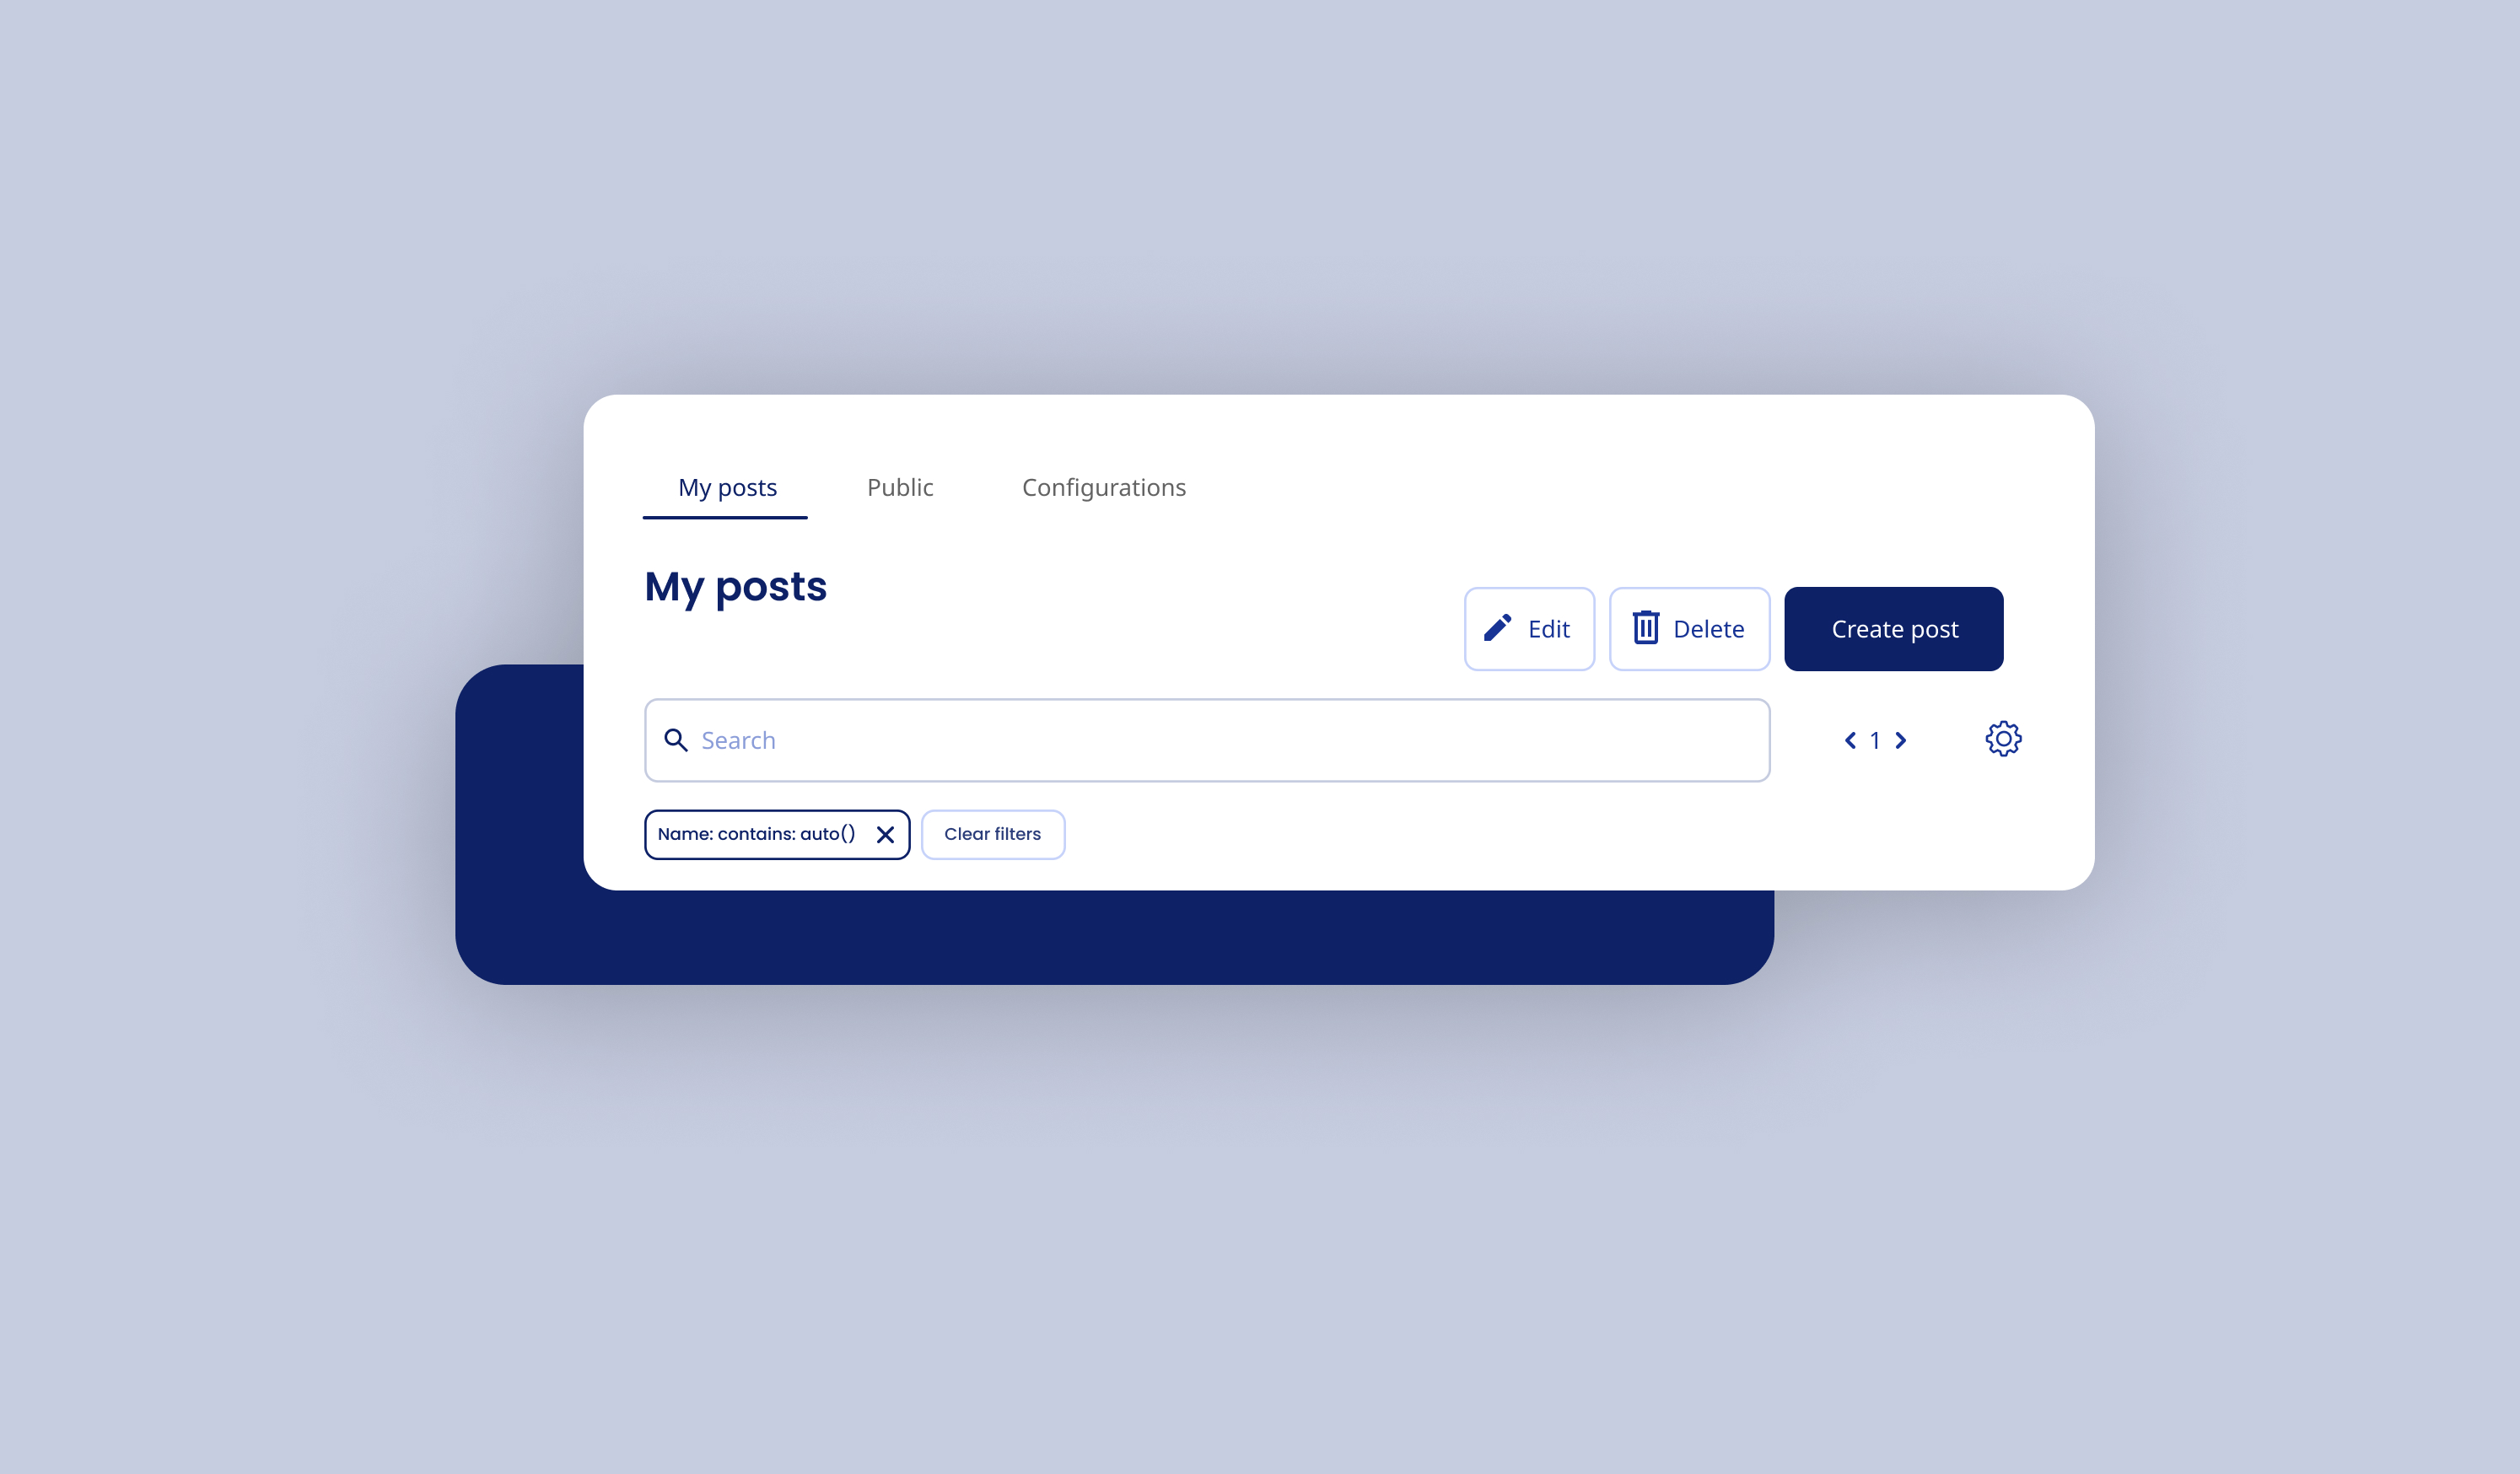 My posts Public Configurations
My posts
Edit Delete Create post
Search 1
Name: contains: auto() Clear filters